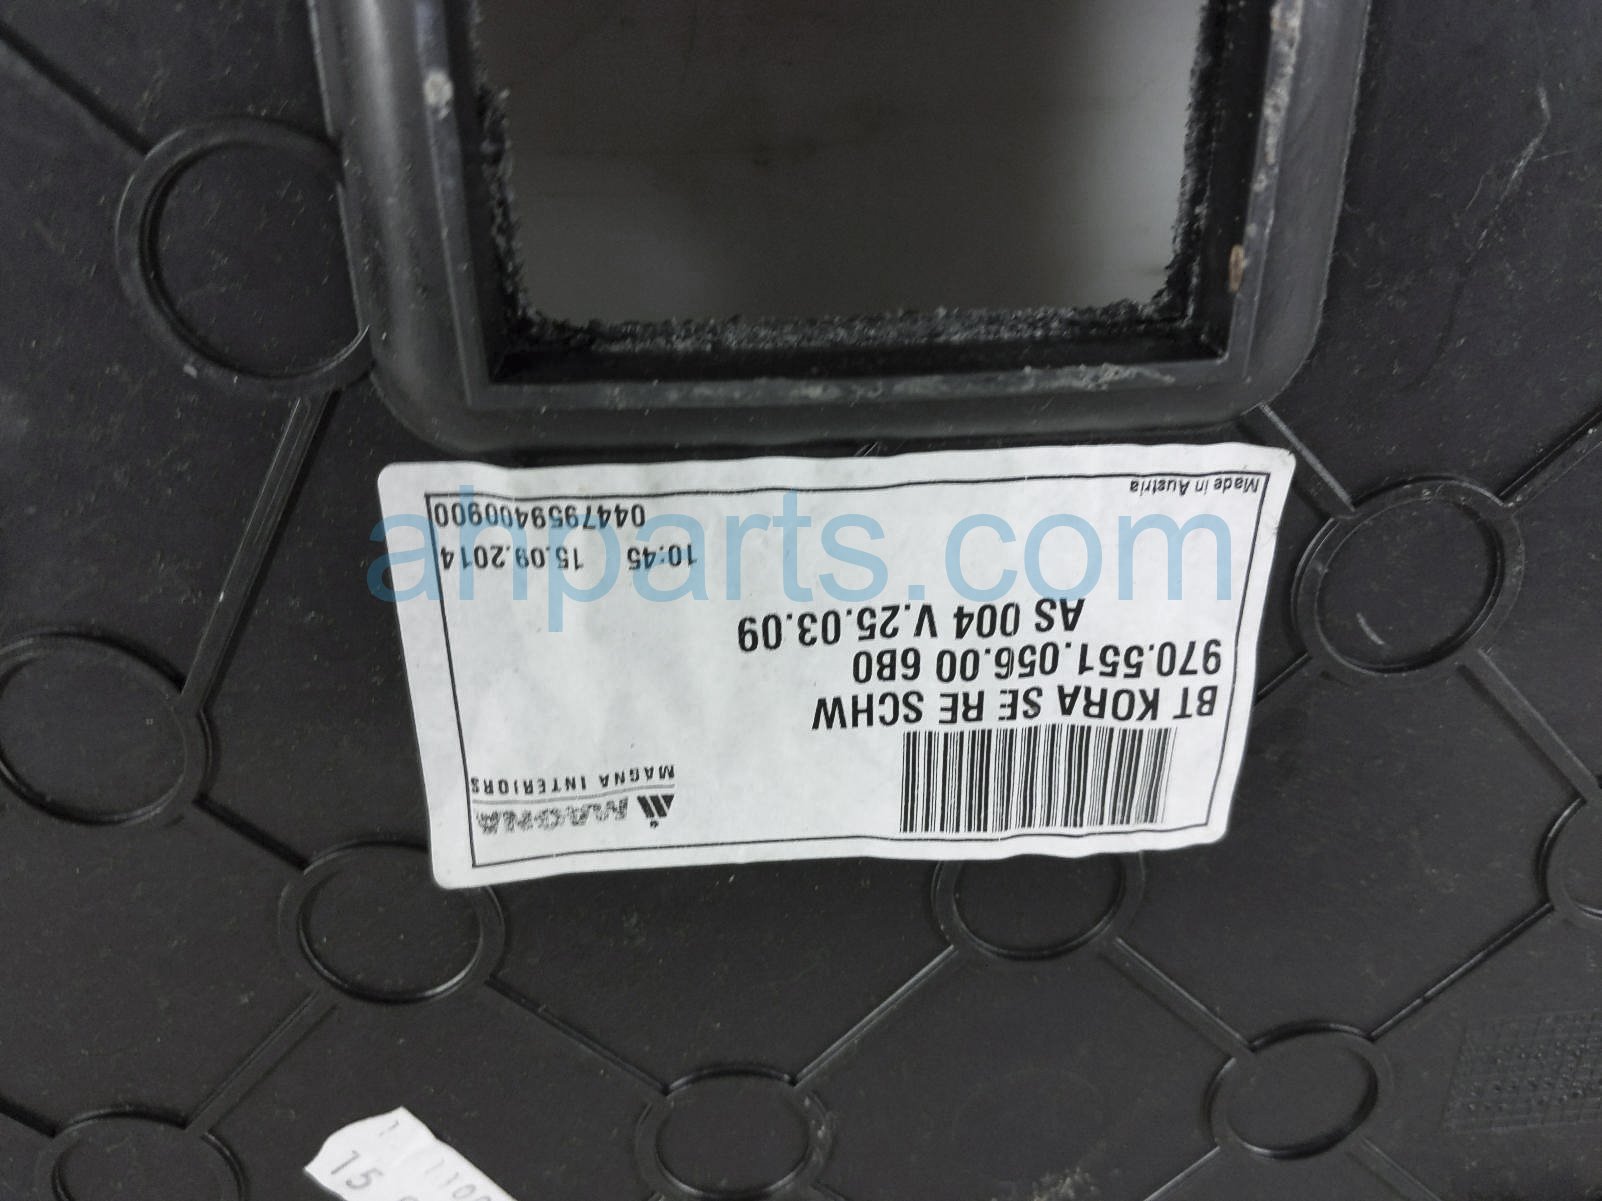 MAGNA
MAGNA INTERIORS
BT KORA SE RE SCHW
970.551.056.00 6B0
AS 004 V.25.03.09
10:45 15.09.2014
0447959400900
Made in Austria
ahparts.com
15